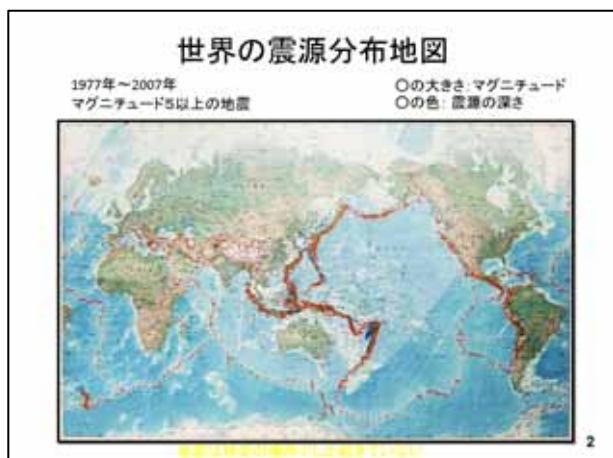 世界の震源分布地図
1977年～2007年
マグニチュード5以上の地震
〇の大きさ：マグニチュード
〇の色：震源の深さ
2